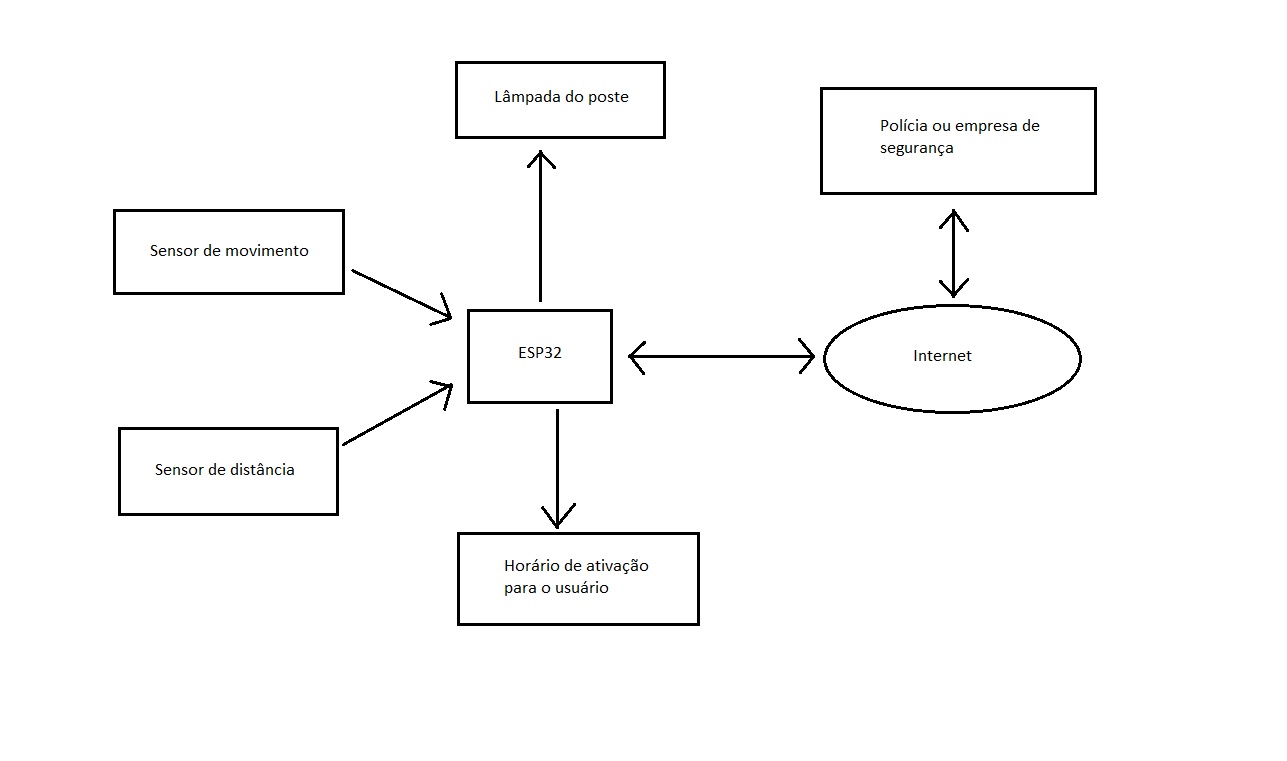 Lâmpada do poste
Polícia ou empresa de
segurança
Sensor de movimento
ESP32
Internet
Sensor de distância
Horário de ativação
para o usuário